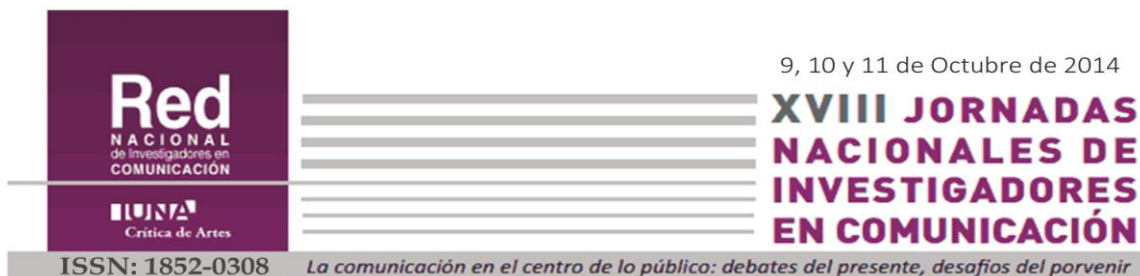 Red
NACIONAL
de Investigadores en
COMUNICACIÓN
IUNA
Crítica de Artes
ISSN: 1852-0308
9, 10 y 11 de Octubre de 2014
XVIII JORNADAS
NACIONALES DE
INVESTIGADORES
EN COMUNICACIÓN
La comunicación en el centro de lo público: debates del presente, desafíos del porvenir